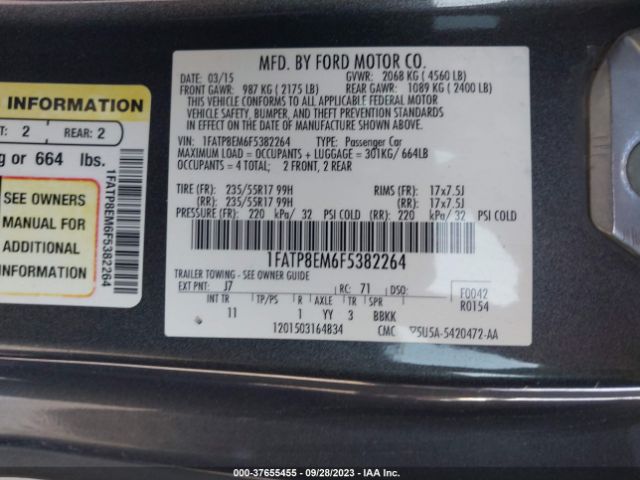 INFORMATION
2
REAR: 2
or 664 lbs.
SEE OWNERS
MANUAL FOR
ADDITIONAL
INFORMATION
1FATP8EM6F5382264
MFD. BY FORD MOTOR CO.
DATE: 03/15 GVWR: 2068 KG ( 4560 LB)
FRONT GAWR: 987 KG ( 2175 LB) REAR GAWR: 1089 KG ( 2400 LB)
THIS VEHICLE CONFORMS TO ALL APPLICABLE FEDERAL MOTOR
VEHICLE SAFETY, BUMPER, AND THEFT PREVENTION STANDARDS
IN EFFECT ON THE DATE OF MANUFACTURE SHOWN ABOVE.
VIN: 1FATP8EM6F5382264 TYPE: Passenger Car
MAXIMUM LOAD = OCCUPANTS + LUGGAGE = 301KG/ 664LB
OCCUPANTS = 4 TOTAL; 2 FRONT, 2 REAR
TIRE (FR): 235/55R17 99H RIMS (FR): 17x7.5J
(RR): 235/55R17 99H (RR): 17x7.5J
PRESSURE (FR): 220 kPa/ 32 PSI COLD (RR): 220 kPa/ 32 PSI COLD
1FATP8EM6F5382264
TRAILER TOWING - SEE OWNER GUIDE
EXT PNT: J7 RC: 71 DSO: F0042
INT TR TP/PS R AXLE TR SPR R0154
11 1 YY 3 BBKK
1201503164834 CMC 5U5A-5420472-AA
000-37655455 - 09/28/2023 - IAA Inc.